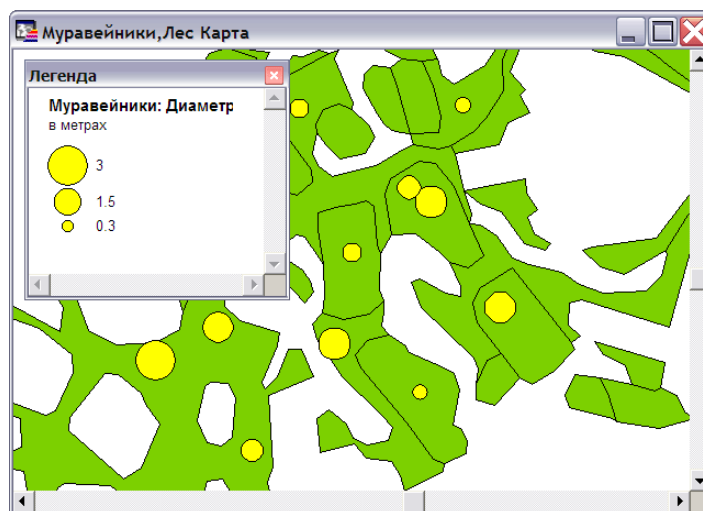 Муравейники,Лес Карта
Легенда
Муравейники: Диаметр
в метрах
3
1.5
0.3